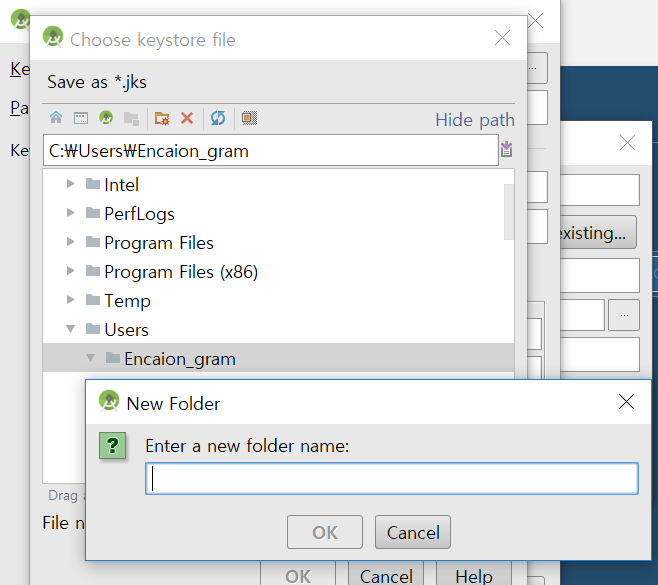 Choose keystore file
Save as *.jks
Hide path
C:₩Users₩Encaion_gram
Intel
PerfLogs
Program Files
Program Files (x86)
Temp
Users
Encaion_gram
New Folder
Enter a new folder name:
OK
Cancel
Drag
File n
OK
Cancel
Help
Ke
Pa
Ke
...
existing...
...